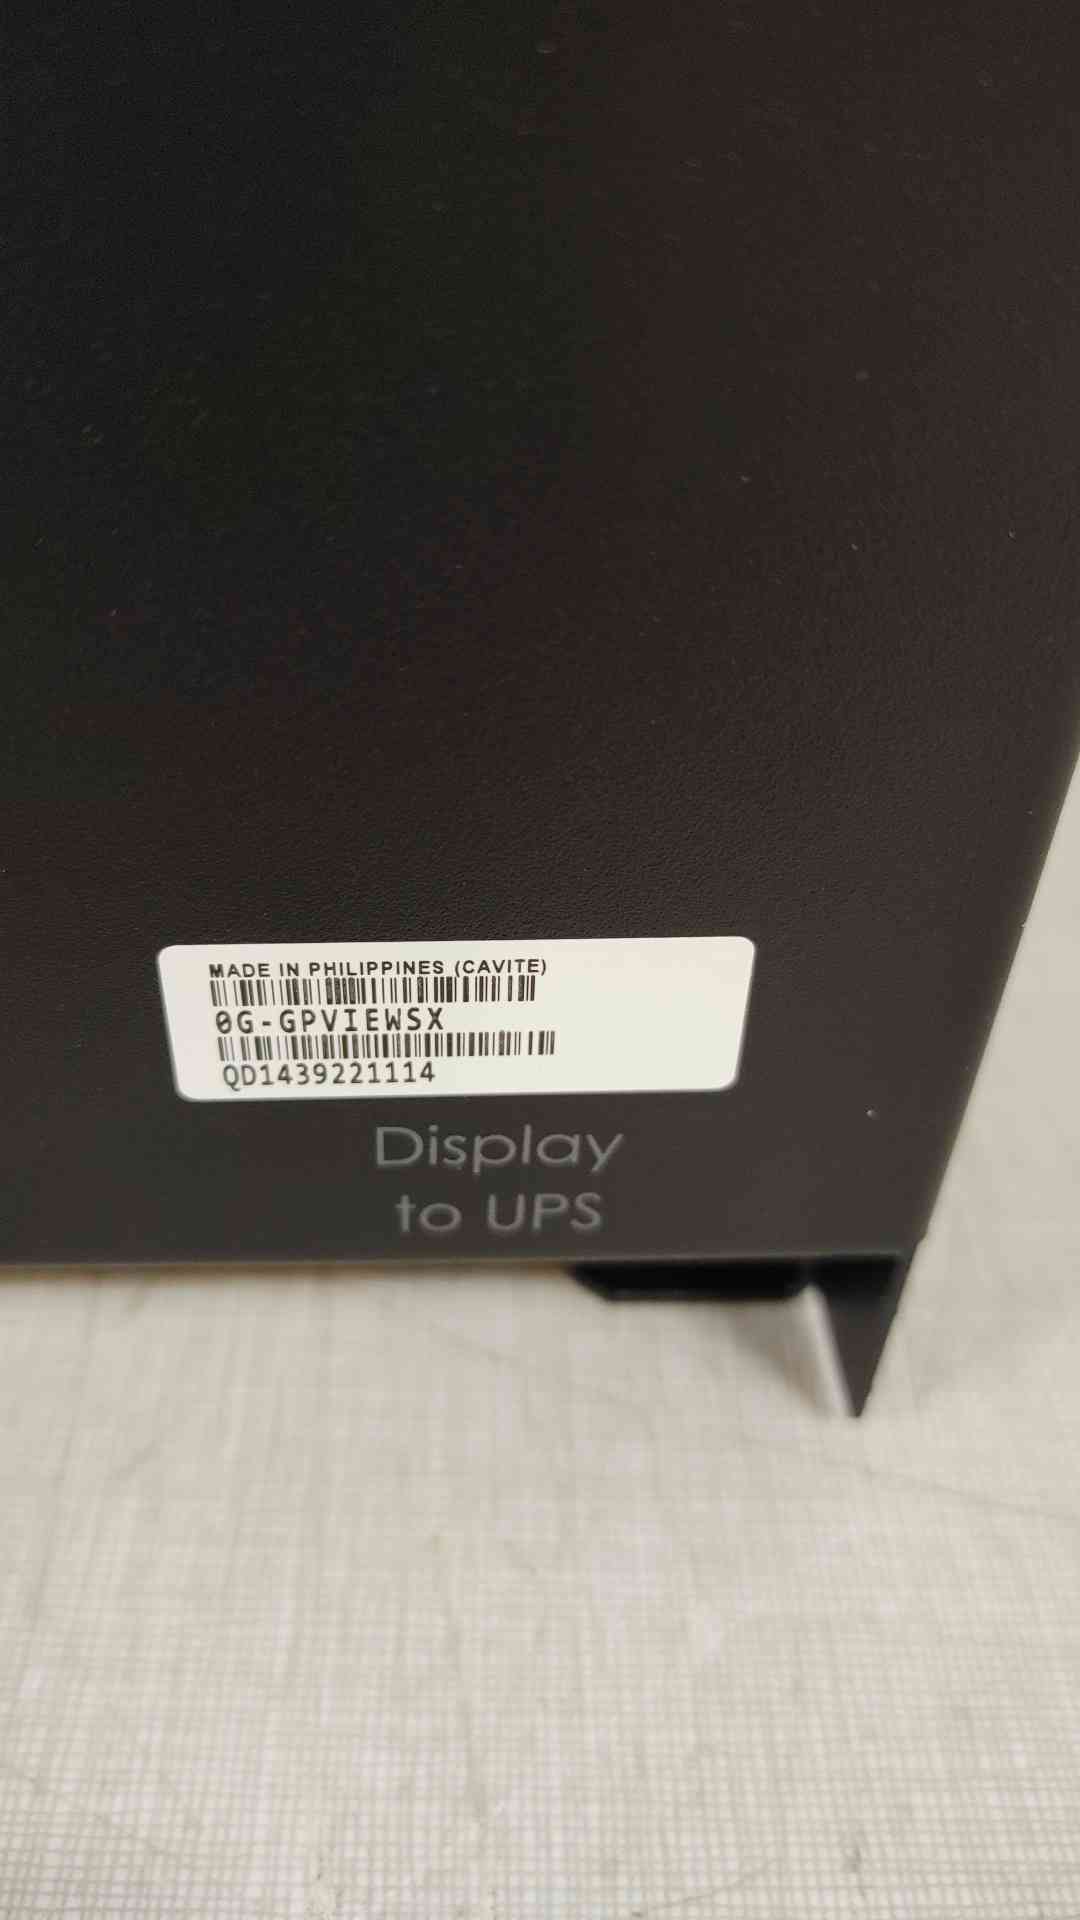 MADE IN PHILIPPINES (CAVITE)
0G-GPVIEWSX
QD1439221114
Display
to UPS